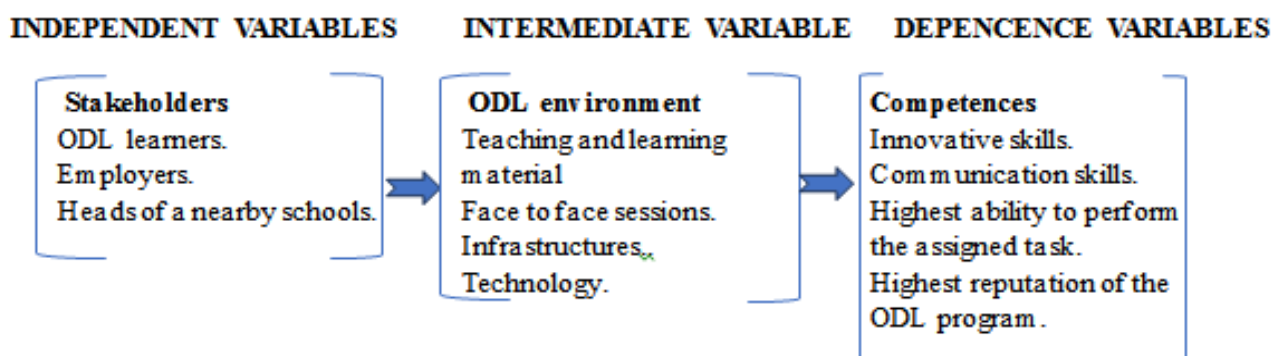 INDEPENDENT VARIABLES
INTERMEDIATE VARIABLE
DEPENCENCE VARIABLES
Stakeholders
ODL learners.
Employers.
Heads of a nearby schools.
ODL environment
Teaching and learning
material
Face to face sessions.
Infrastructures,.
Technology.
Competences
Innovative skills.
Communication skills.
Highest ability to perform
the assigned task.
Highest reputation of the
ODL program.